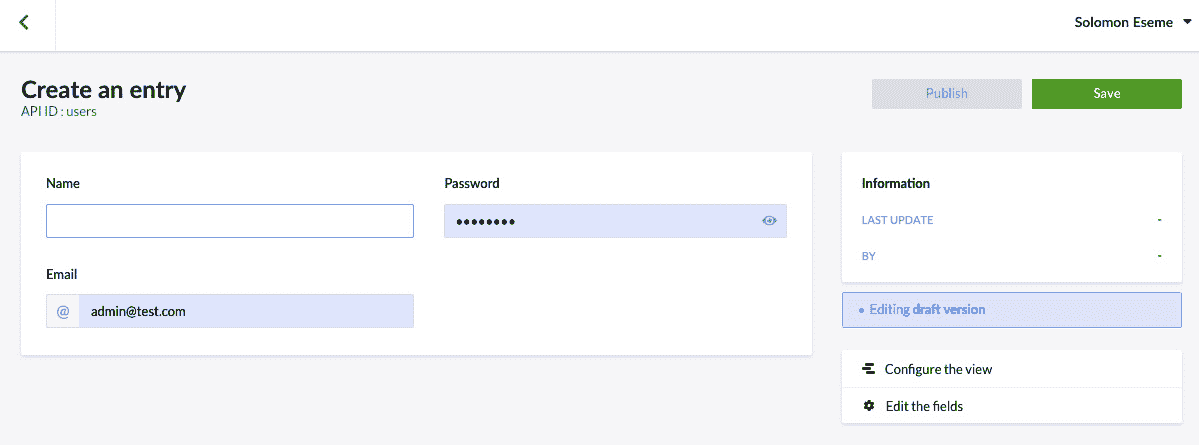 Solomon Eseme
Create an entry
API ID : users
Publish
Save
Name
Password
••••••••
Email
@
admin@test.com
Information
LAST UPDATE
-
BY
-
• Editing draft version
Configure the view
Edit the fields